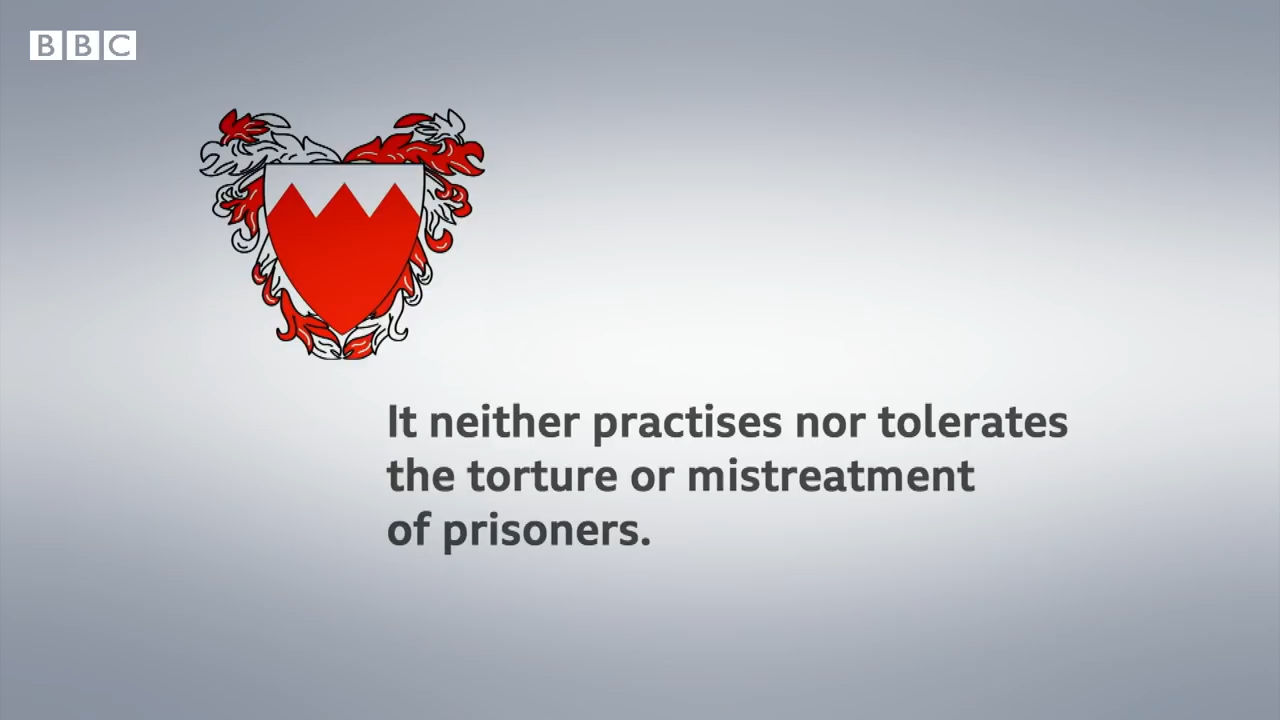 BBC
It neither practises nor tolerates
the torture or mistreatment
of prisoners.